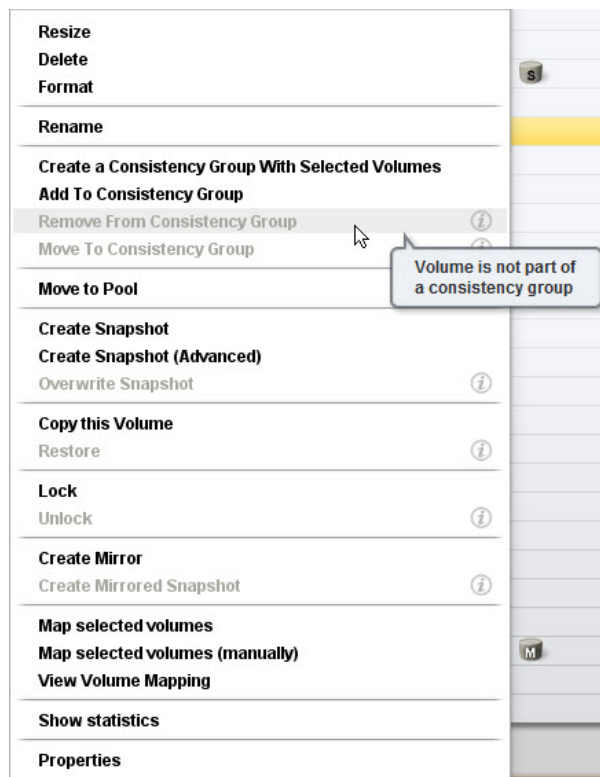 Resize
Delete
Format
S
Rename
Create a Consistency Group With Selected Volumes
Add To Consistency Group
Remove From Consistency Group
Move To Consistency Group
Volume is not part of
a consistency group
Move to Pool
Create Snapshot
Create Snapshot (Advanced)
Overwrite Snapshot
Copy this Volume
Restore
Lock
Unlock
Create Mirror
Create Mirrored Snapshot
Map selected volumes
Map selected volumes (manually)
M
View Volume Mapping
Show statistics
Properties